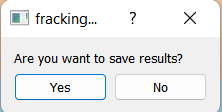 fracking... ?
Are you want to save results?
Yes No